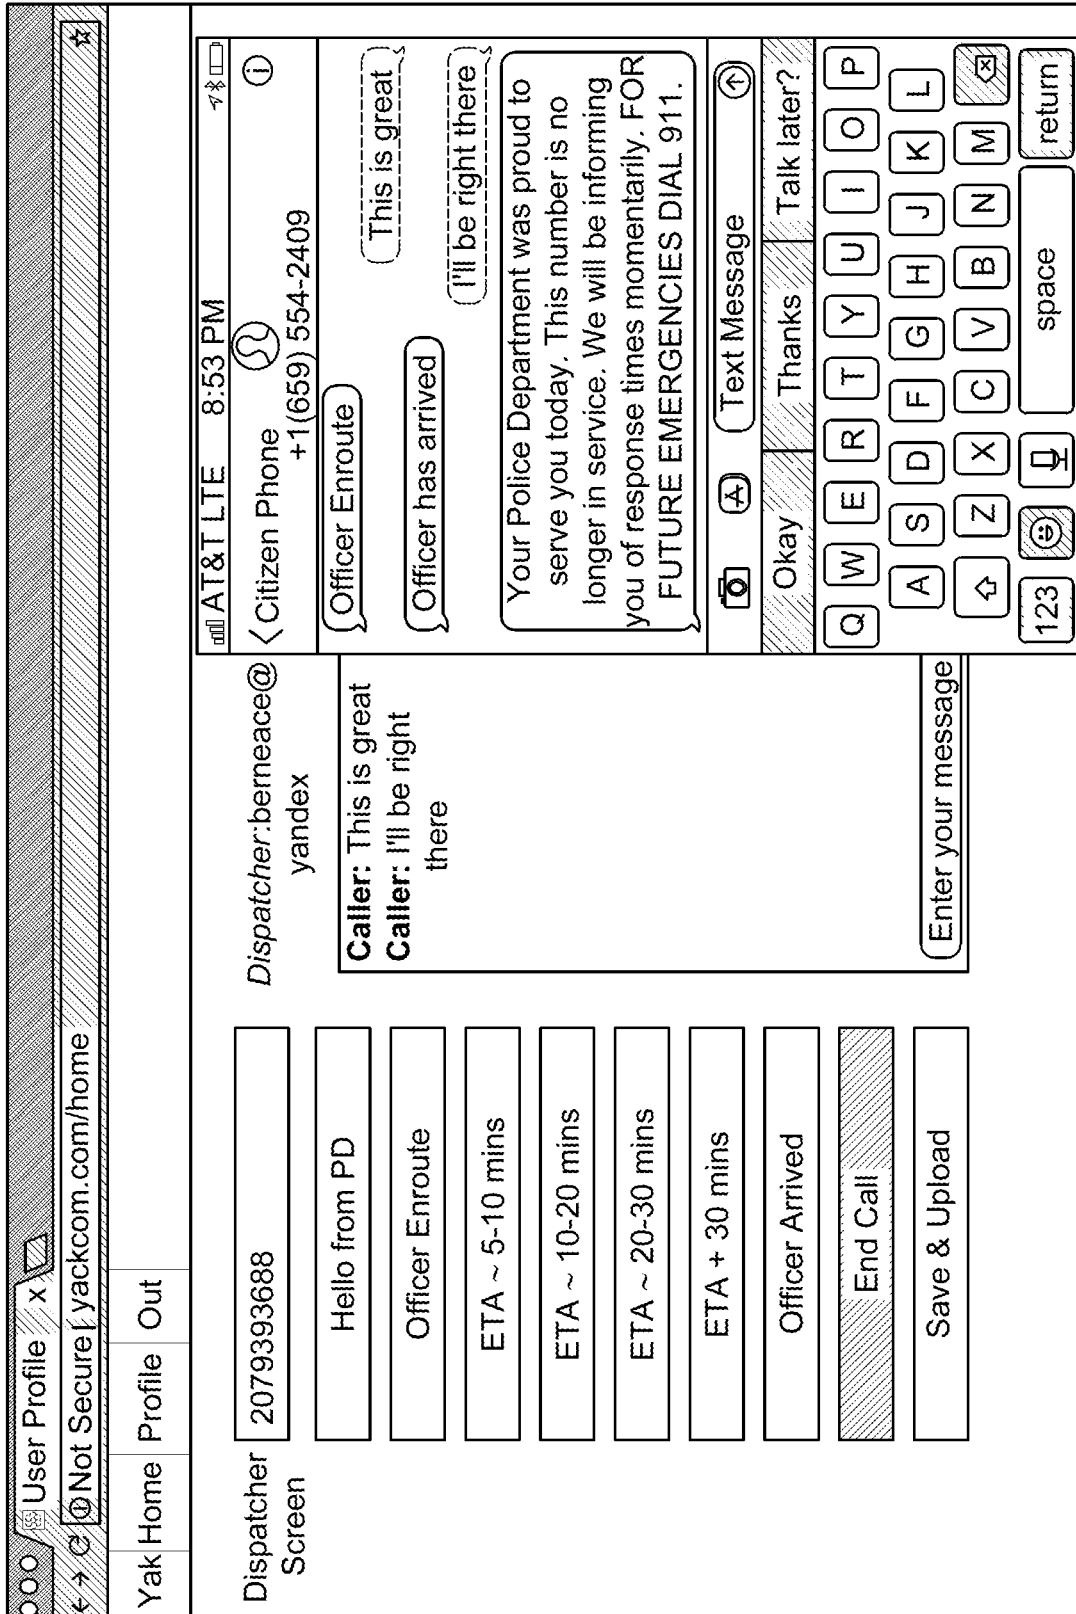 User Profile X
Not Secure yackcom.com/home
Yak Home Profile Out
Dispatcher
Screen
2079393688
Hello from PD
Officer Enroute
ETA ~ 5-10 mins
ETA ~ 10-20 mins
ETA ~ 20-30 mins
ETA + 30 mins
Officer Arrived
End Call
Save & Upload
Dispatcher:berneace@
yandex
Caller: This is great
Caller: I'll be right
there
Enter your message
AT&T LTE 8:53 PM
Citizen Phone
+1(659) 554-2409
Officer Enroute
This is great
Officer has arrived
I'll be right there
Your Police Department was proud to
serve you today. This number is no
longer in service. We will be informing
you of response times momentarily. FOR
FUTURE EMERGENCIES DIAL 911.
A Text Message
Okay Thanks Talk later?
Q W E R T Y U I O P
A S D F G H J K L
Z X C V B N M
123 space return